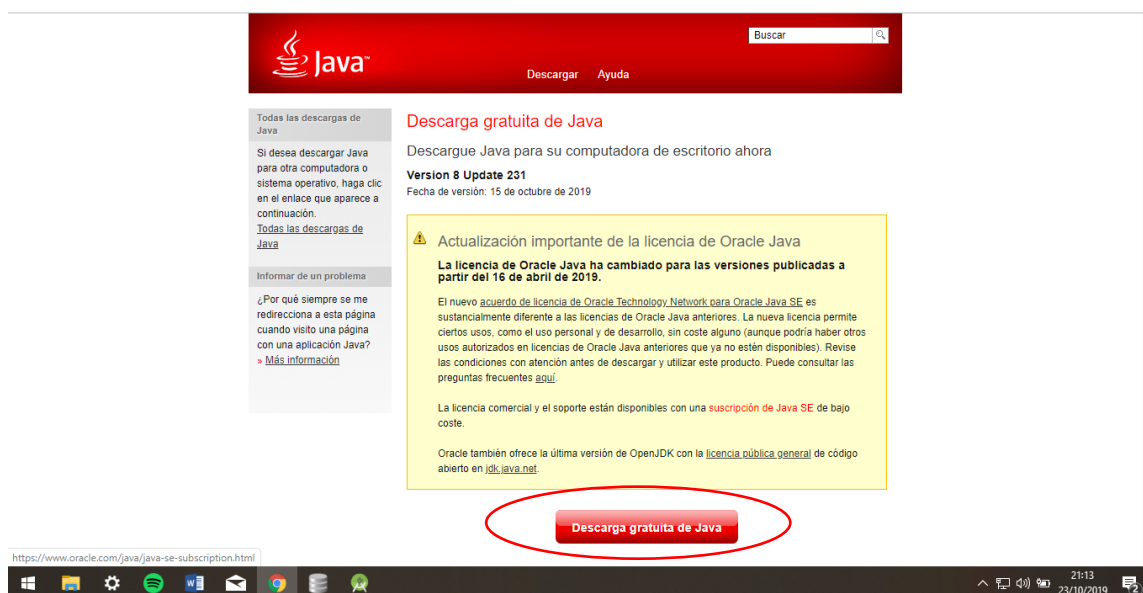 Java™
Buscar
Descargar Ayuda
Todas las descargas de
Java
Si desea descargar Java
para otra computadora o
sistema operativo, haga clic
en el enlace que aparece a
continuación.
Todas las descargas de
Java
Informar de un problema
¿Por qué siempre se me
redirecciona a esta página
cuando visito una página
con una aplicación Java?
» Más información
Descarga gratuita de Java
Descargue Java para su computadora de escritorio ahora
Version 8 Update 231
Fecha de versión: 15 de octubre de 2019
Actualización importante de la licencia de Oracle Java
La licencia de Oracle Java ha cambiado para las versiones publicadas a
partir del 16 de abril de 2019.
El nuevo acuerdo de licencia de Oracle Technology Network para Oracle Java SE es
sustancialmente diferente a las licencias de Oracle Java anteriores. La nueva licencia permite
ciertos usos, como el uso personal y de desarrollo, sin coste alguno (aunque podría haber otros
usos autorizados en licencias de Oracle Java anteriores que ya no estén disponibles). Revise
las condiciones con atención antes de descargar y utilizar este producto. Puede consultar las
preguntas frecuentes aquí.
La licencia comercial y el soporte están disponibles con una suscripción de Java SE de bajo
coste.
Oracle también ofrece la última versión de OpenJDK con la licencia pública general de código
abierto en jdk.java.net.
Descarga gratuita de Java
https://www.oracle.com/java/java-se-subscription.html
21:13
23/10/2019
2